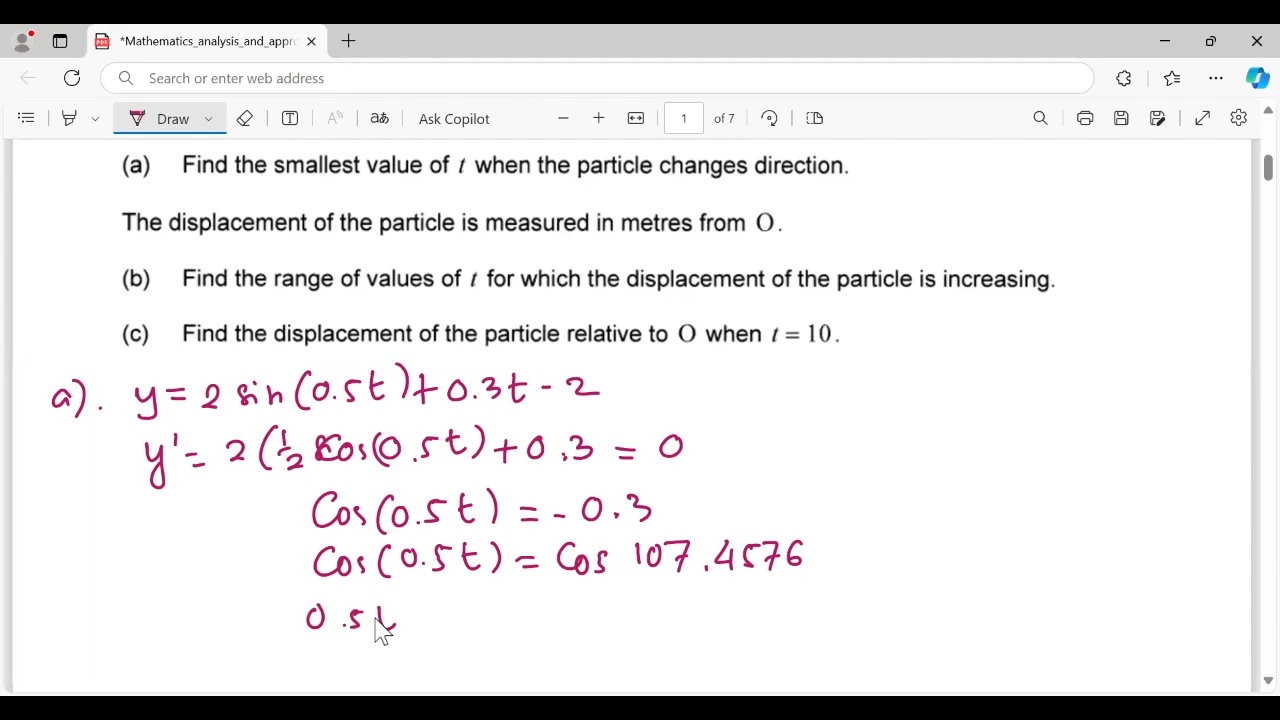 *Mathematics_analysis_and_appr
Search or enter web address
Draw
Ask Copilot
1 of 7
(a) Find the smallest value of t when the particle changes direction.
The displacement of the particle is measured in metres from O.
(b) Find the range of values of t for which the displacement of the particle is increasing.
(c) Find the displacement of the particle relative to O when t = 10.
a). y = 2 sin(0.5t)+0.3t-2
y' = 2(1/2 cos(0.5t)+0.3 = 0
Cos(0.5t) = -0.3
Cos(0.5t) = Cos 107.4576
0.5t